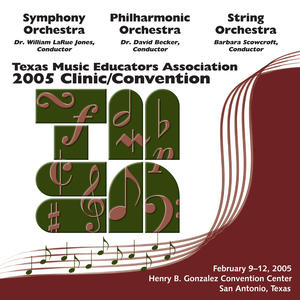 Symphony Philharmonic String
Orchestra Orchestra Orchestra
Dr. William LaRue Jones, Dr. David Becker, Barbara Scowcroft,
Conductor Conductor Conductor
Texas Music Educators Association
2005 Clinic/Convention
TMEA
February 9–12, 2005
Henry B. Gonzalez Convention Center
San Antonio, Texas